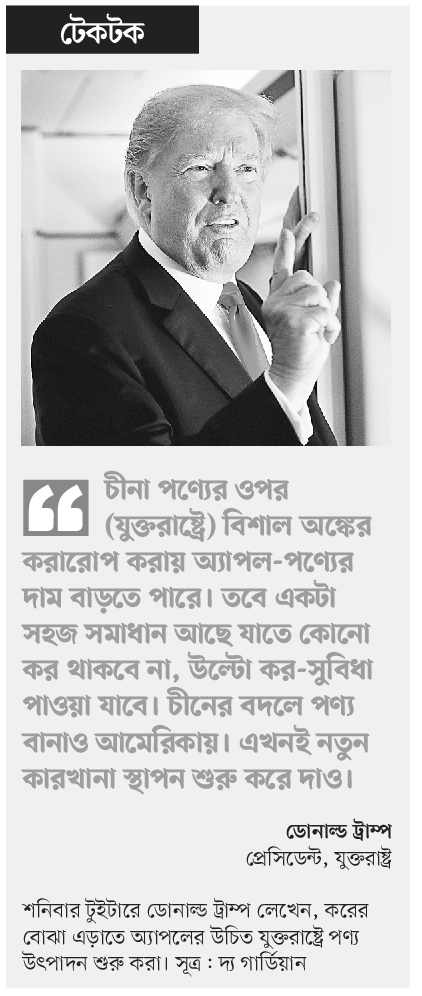 টেকটক
চীনা পণ্যের ওপর
(যুক্তরাষ্ট্রে) বিশাল অঙ্কের
করারোপ করায় অ্যাপল-পণ্যের
দাম বাড়তে পারে। তবে একটা
সহজ সমাধান আছে যাতে কোনো
কর থাকবে না, উল্টো কর-সুবিধা
পাওয়া যাবে। চীনের বদলে পণ্য
বানাও আমেরিকায়। এখনই নতুন
কারখানা স্থাপন শুরু করে দাও।
ডোনাল্ড ট্রাম্প
প্রেসিডেন্ট, যুক্তরাষ্ট্র
শনিবার টুইটারে ডোনাল্ড ট্রাম্প লেখেন, করের
বোঝা এড়াতে অ্যাপলের উচিত যুক্তরাষ্ট্রে পণ্য
উৎপাদন শুরু করা। সূত্র : দ্য গার্ডিয়ান